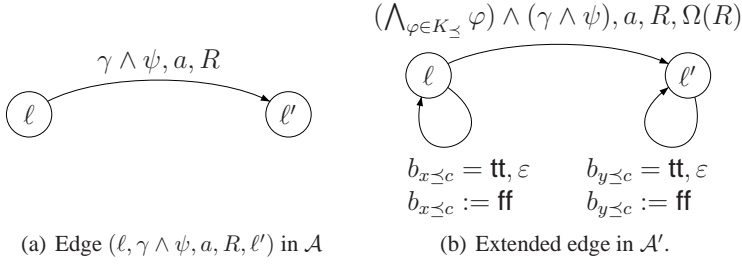 γ ∧ ψ, a, R
ℓ
ℓ′
(a) Edge (ℓ, γ ∧ ψ, a, R, ℓ′) in 𝒜
(⋀_{φ∈K_⪯} φ) ∧ (γ ∧ ψ), a, R, Ω(R)
ℓ
ℓ′
b_{x⪯c} = tt, ε
b_{x⪯c} := ff
b_{y⪯c} = tt, ε
b_{y⪯c} := ff
(b) Extended edge in 𝒜′.